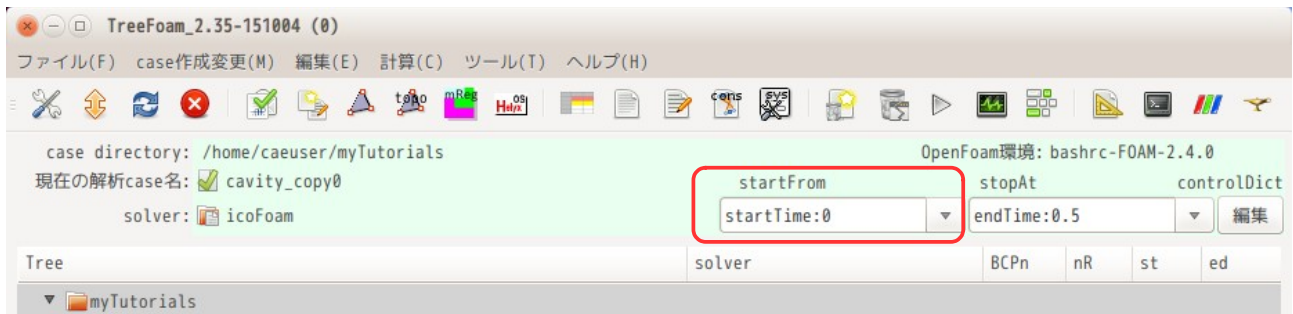 TreeFoam_2.35-151004 (0)
ファイル(F) case作成変更(M) 編集(E) 計算(C) ツール(T) ヘルプ(H)
topo mReg HelyxOS cons SYS
case directory: /home/caeuser/myTutorials OpenFoam環境: bashrc-FOAM-2.4.0
現在の解析case名: cavity_copy0 startFrom stopAt controlDict
solver: icoFoam startTime:0 endTime:0.5 編集
Tree solver BCPn nR st ed
myTutorials